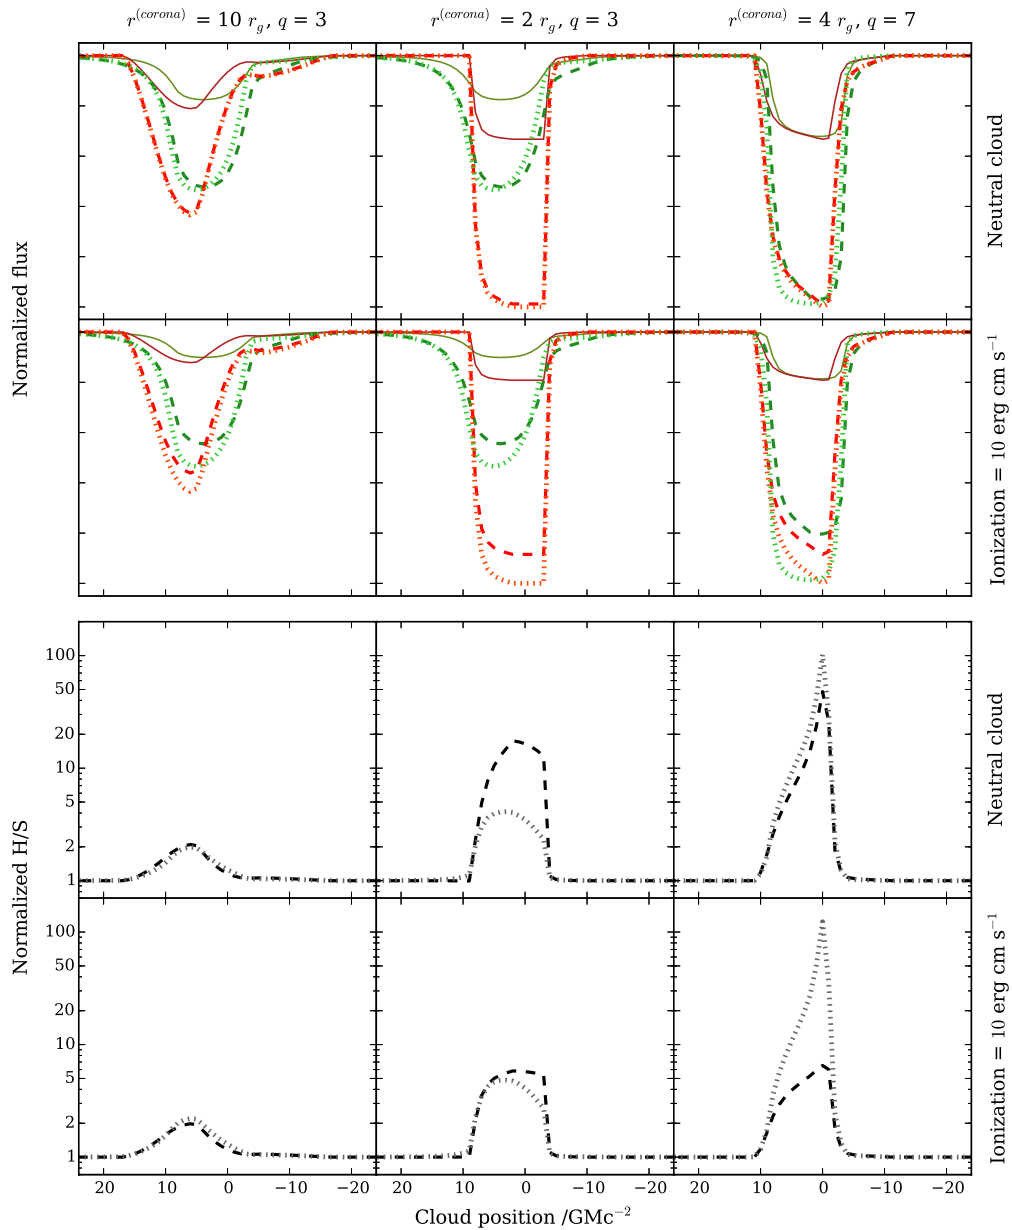 r^(corona) = 10 r_g, q = 3
r^(corona) = 2 r_g, q = 3
r^(corona) = 4 r_g, q = 7
Normalized flux
Neutral cloud
Ionization = 10 erg cm s⁻¹
Normalized H/S
100
50
20
10
5
2
1
Neutral cloud
100
50
20
10
5
2
1
Ionization = 10 erg cm s⁻¹
20 10 0 −10 −20 10 0 −10 −20 10 0 −10 −20
Cloud position /GMc⁻²